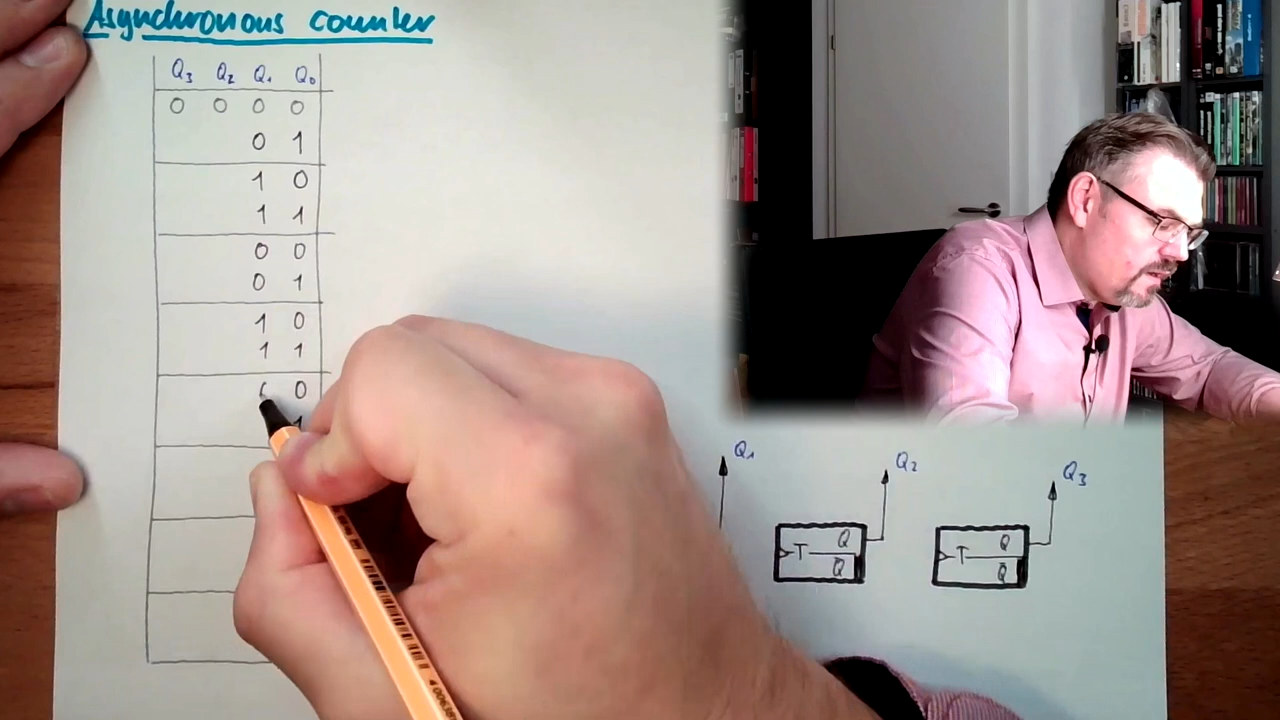 Asynchronous counter
Q3 Q2 Q1 Q0
0 0 0 0
0 1
1 0
1 1
0 0
0 1
1 0
1 1
0
Q1
Q2
Q3
T Q
Q̅
T Q
Q̅